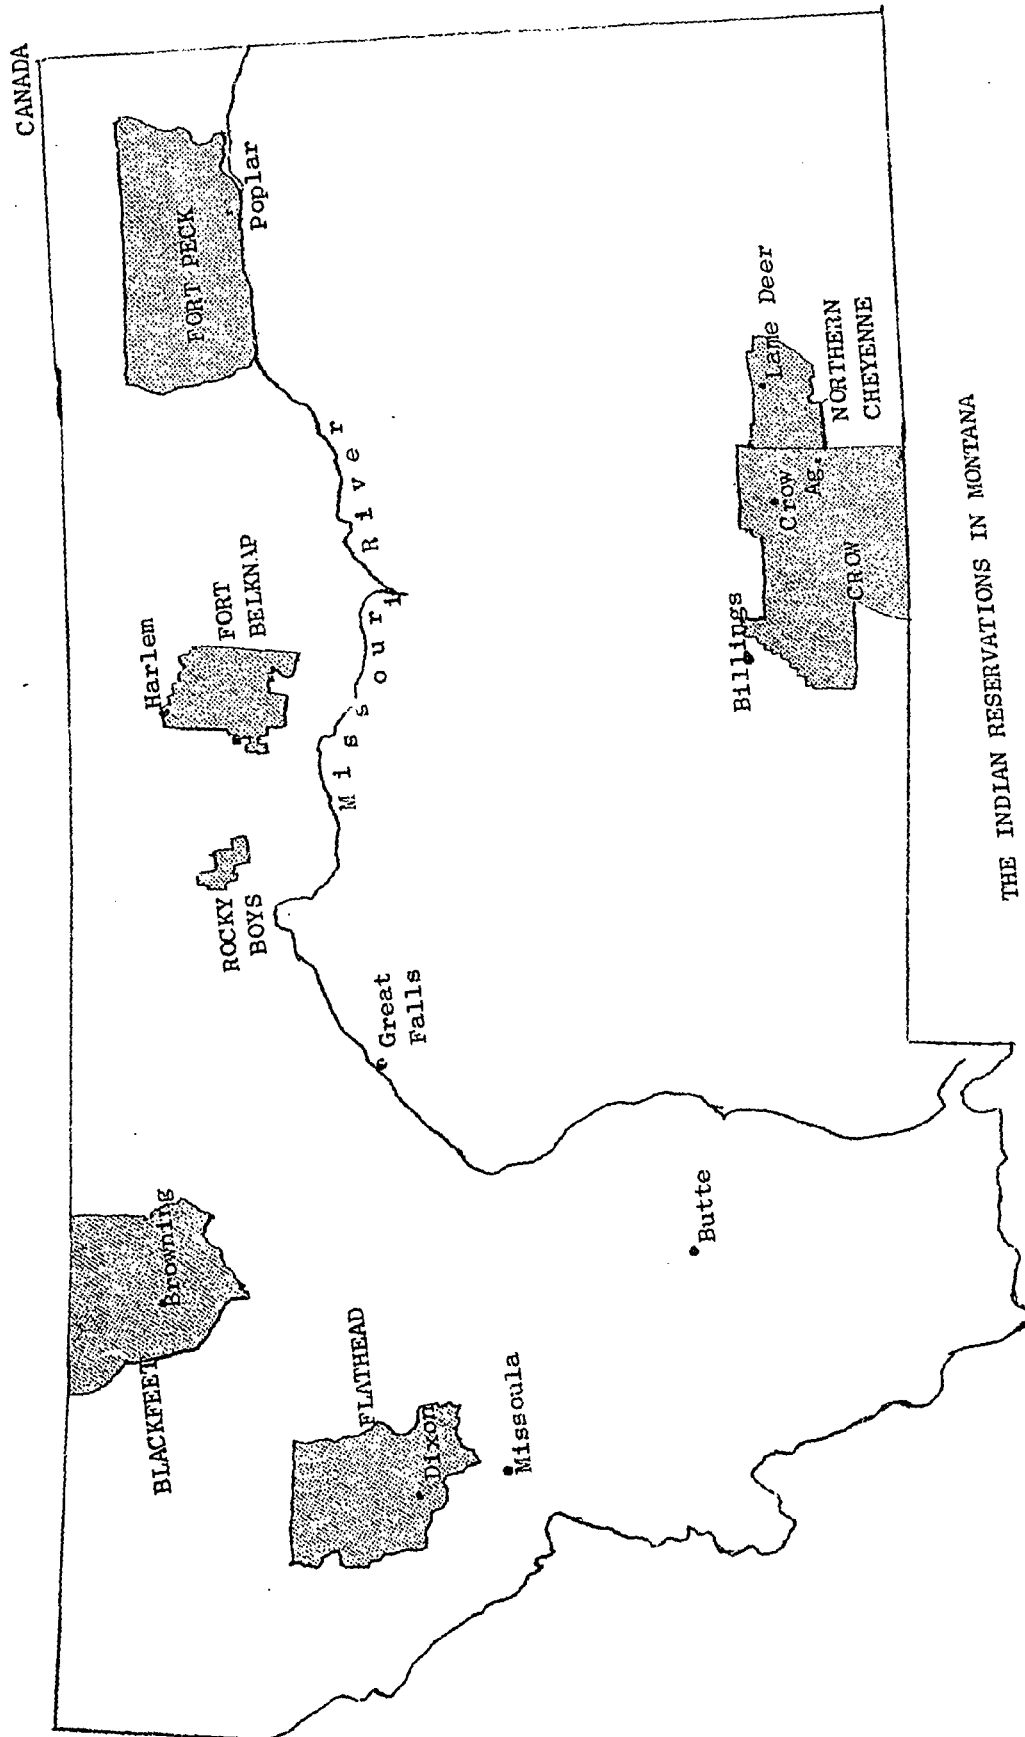 CANADA
FORT PECK
Poplar
Harlem
FORT
BELKNAP
ROCKY
BOYS
Missouri River
Great
Falls
Browning
BLACKFEET
FLATHEAD
Dixon
Missoula
Butte
Billings
Crow
Ag.
CROW
Lame Deer
NORTHERN
CHEYENNE
THE INDIAN RESERVATIONS IN MONTANA